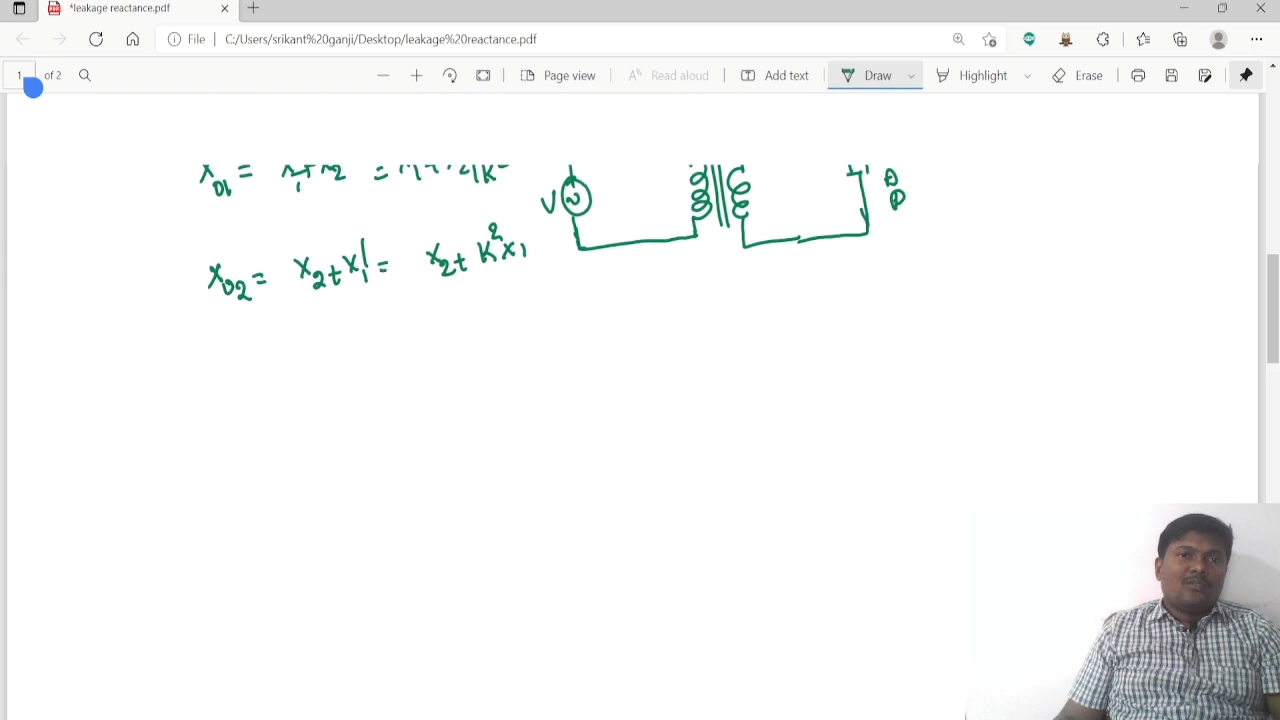 *leakage reactance.pdf
File C:/Users/srikant%20ganji/Desktop/leakage%20reactance.pdf
1 of 2 Page view Read aloud Add text Draw Highlight Erase
X01 =
V
X02 = X2 + X1' = X2 + K²X1